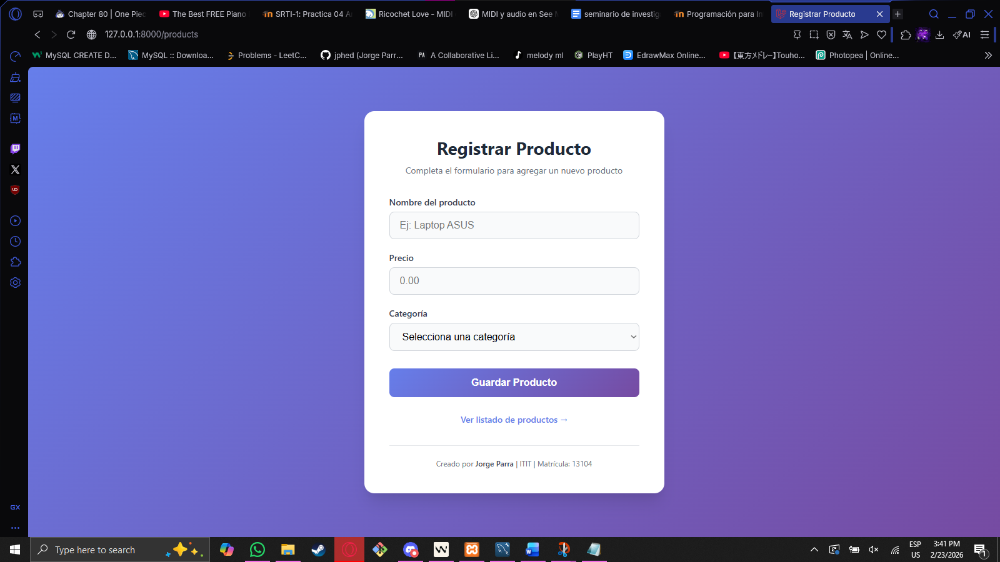 Chapter 80 | One Piec
The Best FREE Piano
SRTI-1: Practica 04 A
Ricochet Love - MIDI
MIDI y audio en See M
seminario de investig
Programación para In
Registrar Producto
127.0.0.1:8000/products
AI
MySQL CREATE D...
MySQL :: Downloa...
Problems - LeetC...
jphed (Jorge Parr...
PA A Collaborative Li...
melody ml
PlayHT
EdrawMax Online...
【東方メドレー】Touho...
Photopea | Online...
Registrar Producto
Completa el formulario para agregar un nuevo producto
Nombre del producto
Ej: Laptop ASUS
Precio
0.00
Categoría
Selecciona una categoría
Guardar Producto
Ver listado de productos →
Creado por Jorge Parra | ITIT | Matrícula: 13104
GX
Type here to search
ESP
US
3:41 PM
2/23/2026
1